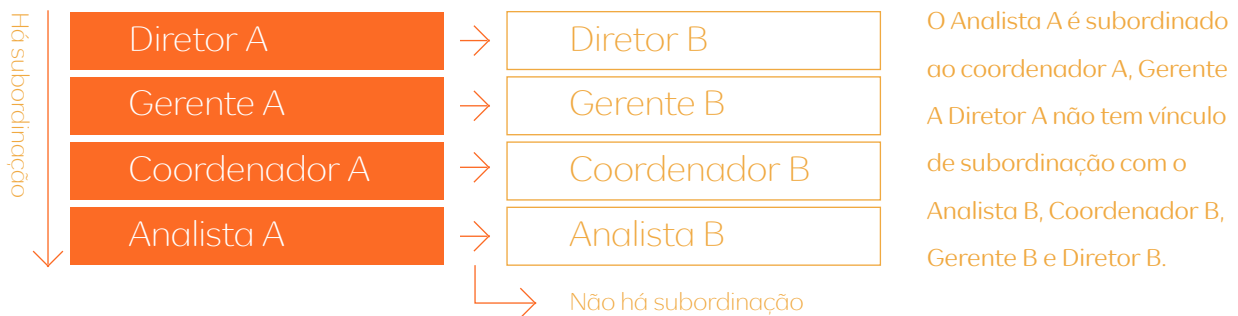 Há subordinação
Diretor A
Diretor B
Gerente A
Gerente B
Coordenador A
Coordenador B
Analista A
Analista B
Não há subordinação
O Analista A é subordinado
ao coordenador A, Gerente
A Diretor A não tem vínculo
de subordinação com o
Analista B, Coordenador B,
Gerente B e Diretor B.